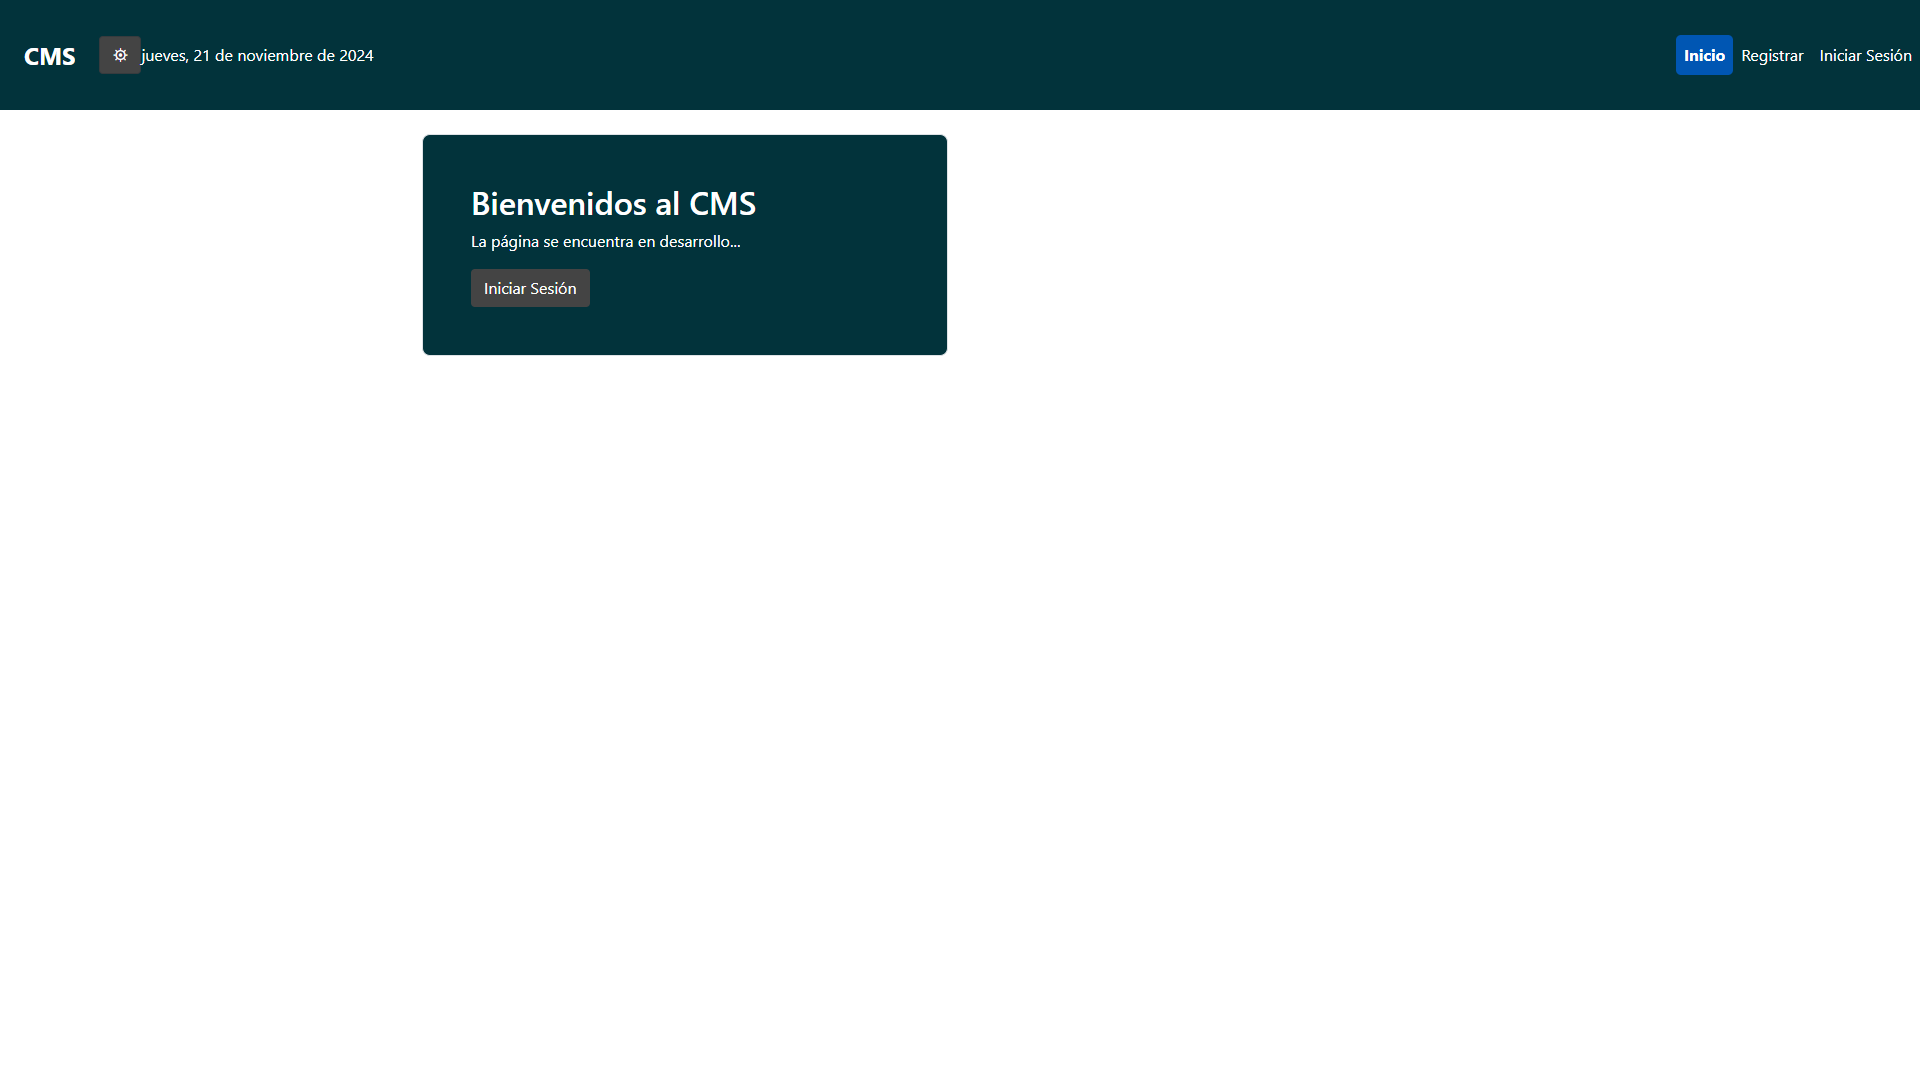 CMS
jueves, 21 de noviembre de 2024
Inicio
Registrar
Iniciar Sesión
Bienvenidos al CMS
La página se encuentra en desarrollo...
Iniciar Sesión